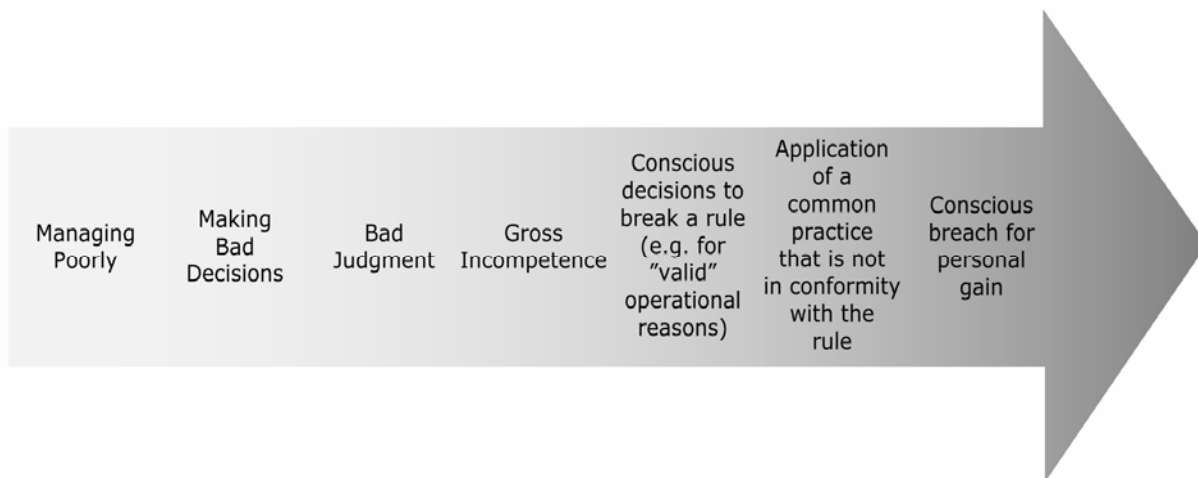 Managing
Poorly
Making
Bad
Decisions
Bad
Judgment
Gross
Incompetence
Conscious
decisions to
break a rule
(e.g. for
"valid"
operational
reasons)
Application
of a
common
practice
that is not
in conformity
with the
rule
Conscious
breach for
personal
gain